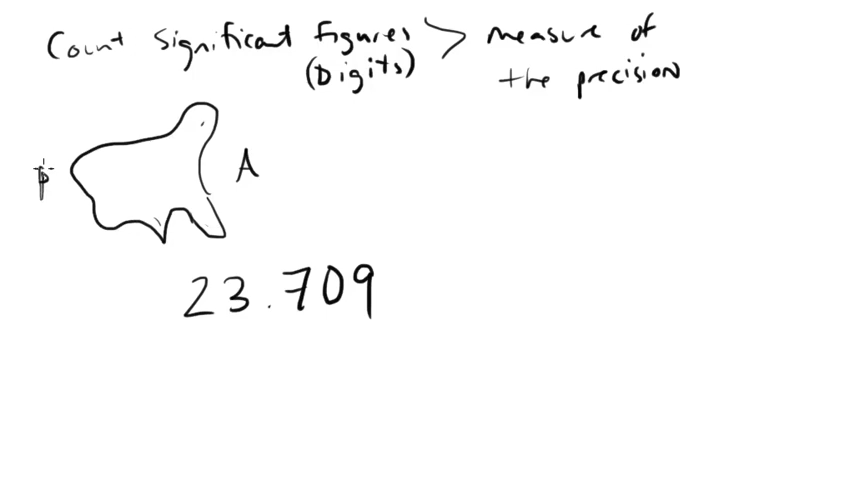 Count Significant Figures > measure of
(Digits) the precision
P A
23.709